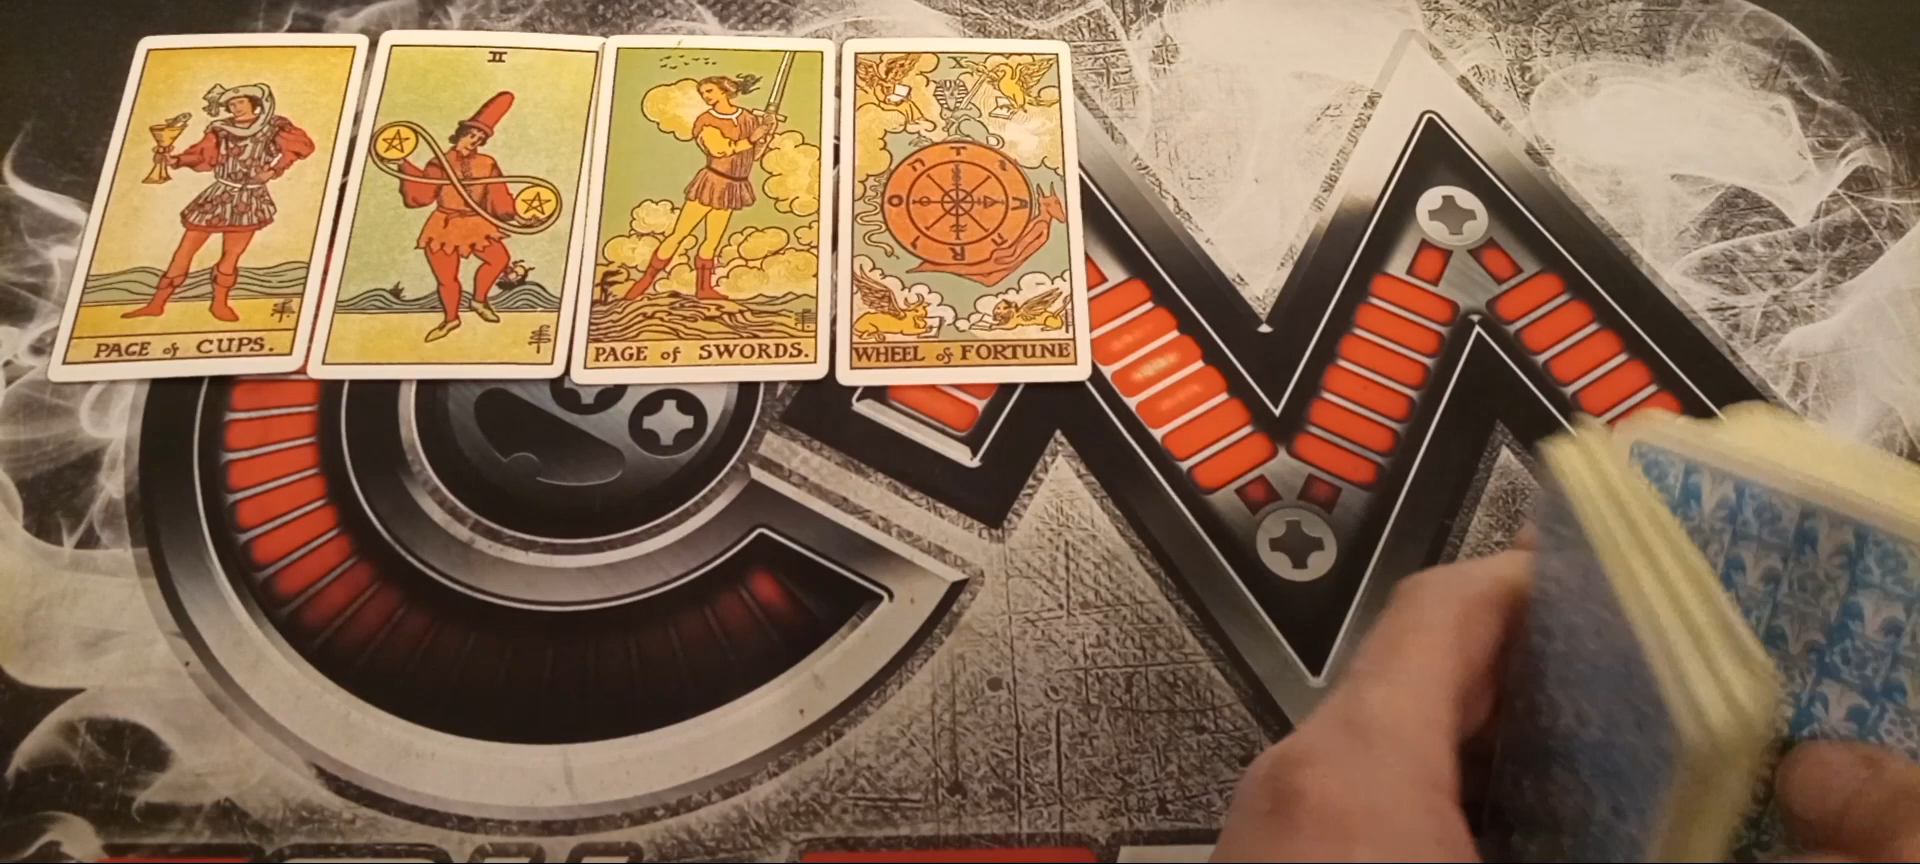 PAGE of CUPS.
II
PAGE of SWORDS.
X
WHEEL of FORTUNE